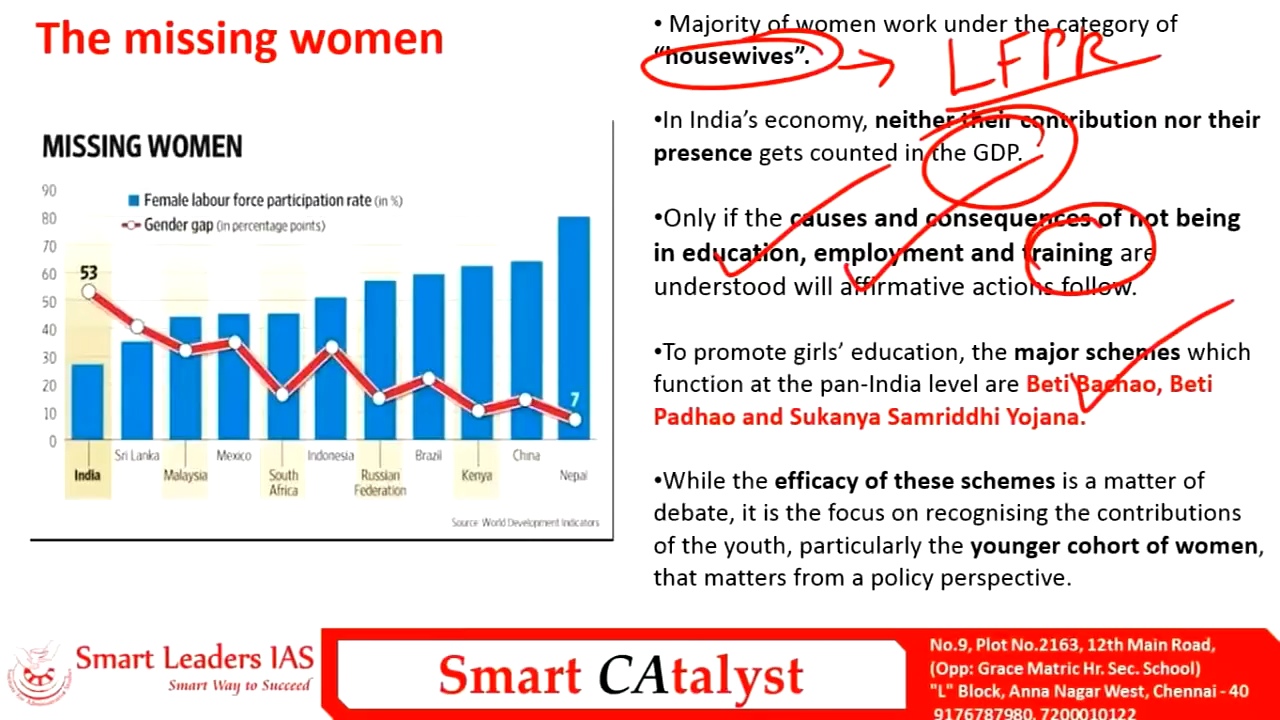 The missing women
MISSING WOMEN
90
80
70
60
50
40
30
20
10
0
Female labour force participation rate (in %)
Gender gap (in percentage points)
53
7
India
Sri Lanka
Malaysia
Mexico
South
Africa
Indonesia
Russian
Federation
Brazil
Kenya
China
Nepal
Source: World Development Indicators
• Majority of women work under the category of
“housewives”.
LFPR
•In India’s economy, neither their contribution nor their
presence gets counted in the GDP.
•Only if the causes and consequences of not being
in education, employment and training are
understood will affirmative actions follow.
•To promote girls’ education, the major schemes which
function at the pan-India level are Beti Bachao, Beti
Padhao and Sukanya Samriddhi Yojana.
•While the efficacy of these schemes is a matter of
debate, it is the focus on recognising the contributions
of the youth, particularly the younger cohort of women,
that matters from a policy perspective.
Smart Leaders IAS
Smart Way to Succeed
Smart CAtalyst
No.9, Plot No.2163, 12th Main Road,
(Opp: Grace Matric Hr. Sec. School)
"L" Block, Anna Nagar West, Chennai - 40
9176787980, 7200010122